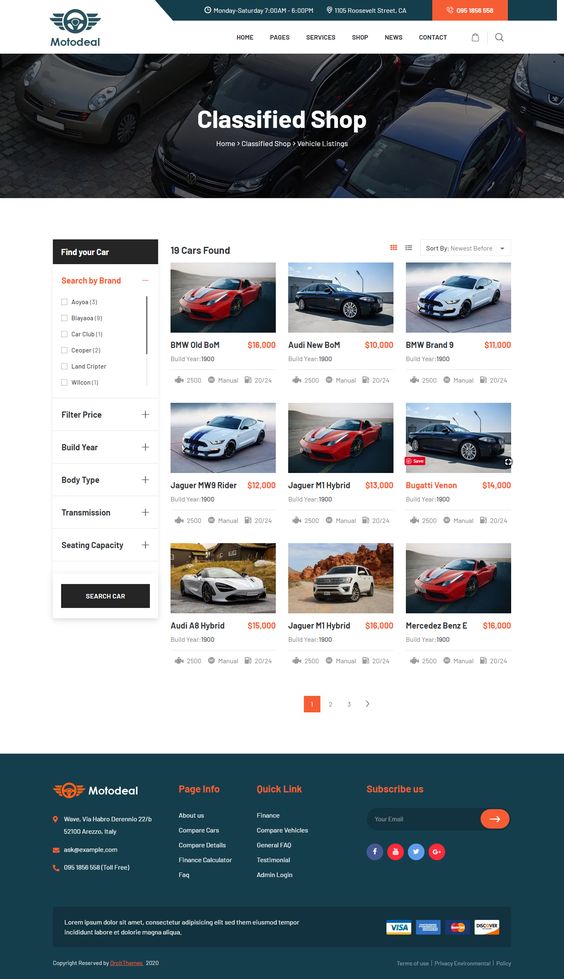 Monday-Saturday 7:00AM - 6:00PM
1105 Roosevelt Street, CA
095 1856 558
Motodeal
HOME PAGES SERVICES SHOP NEWS CONTACT
Classified Shop
Home > Classified Shop > Vehicle Listings
Find your Car
Search by Brand
Aoyoa (3)
Biayaoa (9)
Car Club (1)
Ceoper (2)
Land Cripter
Wilcon (1)
Filter Price
Build Year
Body Type
Transmission
Seating Capacity
SEARCH CAR
19 Cars Found
Sort By: Newest Before
BMW Old BoM $16,000
Build Year:1900
2500 Manual 20/24
Audi New BoM $10,000
Build Year:1900
2500 Manual 20/24
BMW Brand 9 $11,000
Build Year:1900
2500 Manual 20/24
Jaguer MW9 Rider $12,000
Build Year:1900
2500 Manual 20/24
Jaguer M1 Hybrid $13,000
Build Year:1900
2500 Manual 20/24
Save
Bugatti Venon $14,000
Build Year:1900
2500 Manual 20/24
Audi A8 Hybrid $15,000
Build Year:1900
2500 Manual 20/24
Jaguer M1 Hybrid $16,000
Build Year:1900
2500 Manual 20/24
Mercedez Benz E $16,000
Build Year:1900
2500 Manual 20/24
1 2 3
Motodeal
Wave, Via Habro Derennio 22/b
52100 Arezzo, Italy
ask@example.com
095 1856 558 (Toll Free)
Page Info
About us
Compare Cars
Compare Details
Finance Calculator
Faq
Quick Link
Finance
Compare Vehicles
General FAQ
Testimonial
Admin Login
Subscribe us
Your Email
Lorem ipsum dolor sit amet, consectetur adipisicing elit sed them eiusmod tempor
incididunt labore et dolorie magna aliqua.
VISA
DISCOVER
Copyright Reserved by DroitThemes 2020
Terms of use | Privacy Environmental | Policy